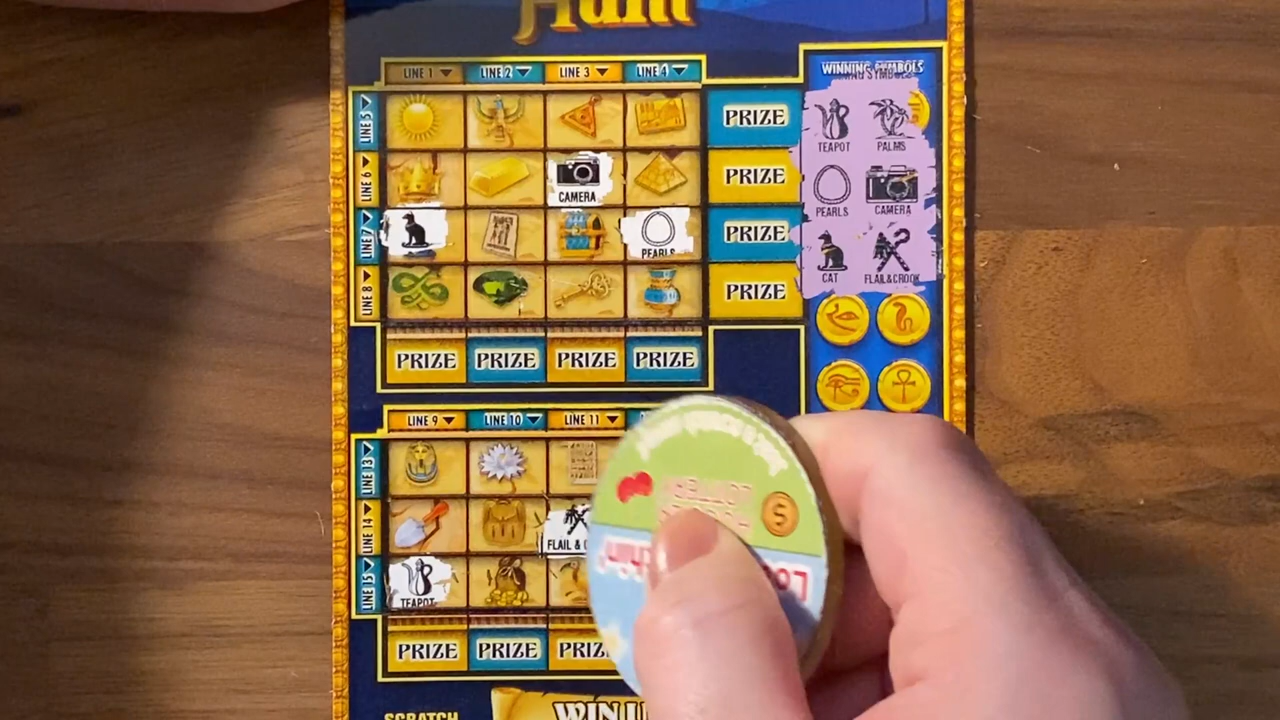 Hunt
LINE 1 LINE 2 LINE 3 LINE 4
WINNING SYMBOLS
LINE 5
PRIZE
TEAPOT PALMS
LINE 6
CAMERA
PRIZE
PEARLS CAMERA
LINE 7
PEARLS
PRIZE
CAT FLAIL&CROOK
LINE 8
PRIZE
PRIZE PRIZE PRIZE PRIZE
LINE 9 LINE 10 LINE 11
LINE 13
LINE 14
FLAIL &
LINE 15
TEAPOT
PRIZE PRIZE PRIZ
SCRATCH
WIN